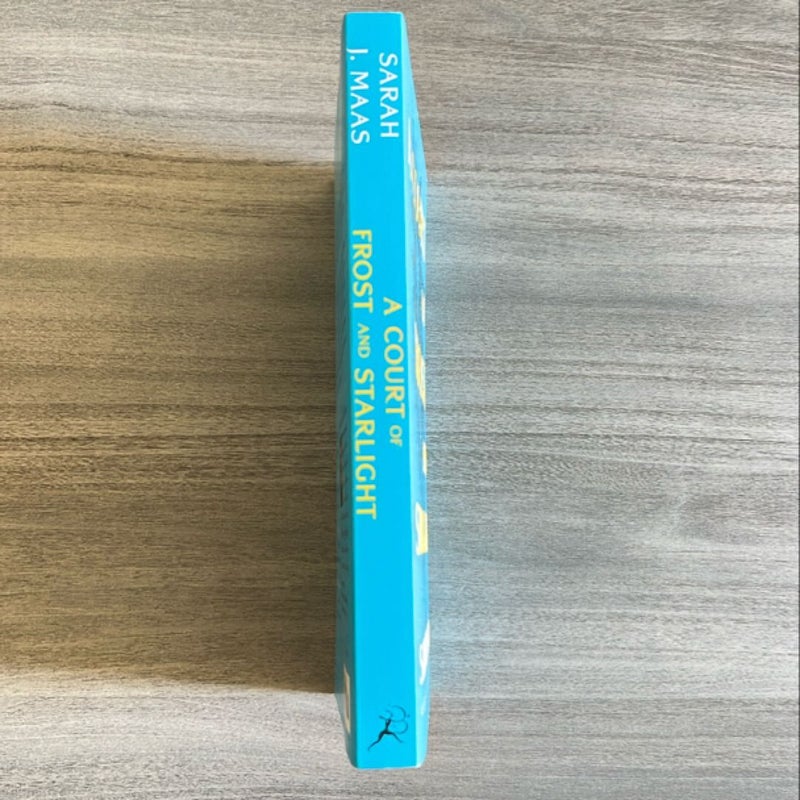 SARAH
J. MAAS
A COURT OF
FROST AND STARLIGHT